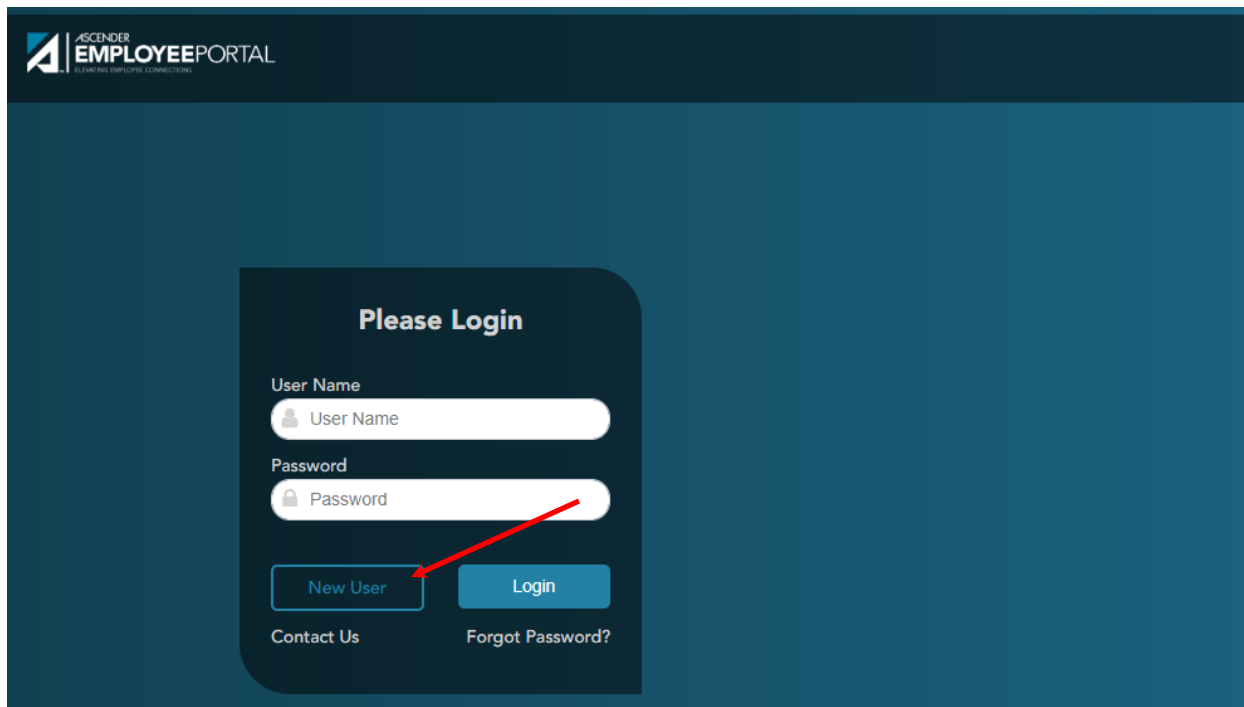 ASCENDER
EMPLOYEEPORTAL
ELEVATING EMPLOYEE CONNECTIONS
Please Login
User Name
User Name
Password
Password
New User Login
Contact Us Forgot Password?